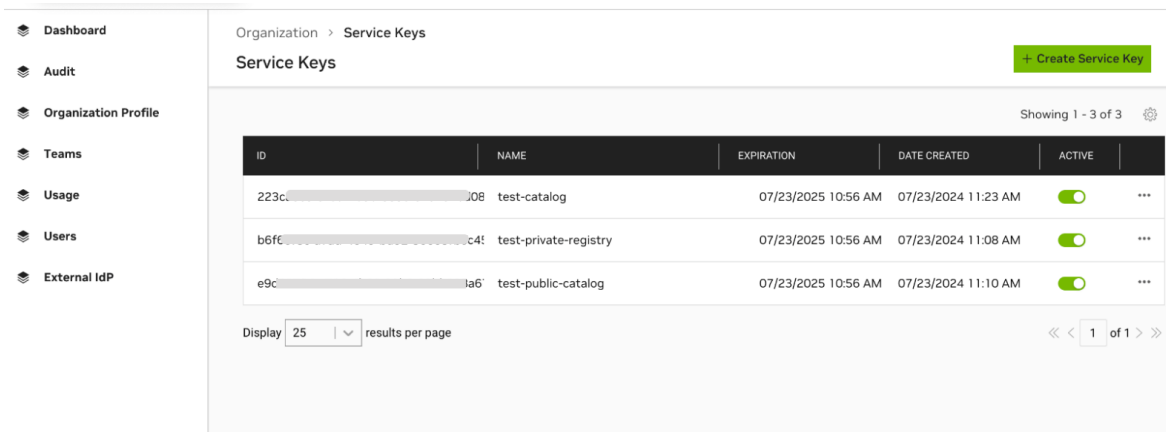 Dashboard
Audit
Organization Profile
Teams
Usage
Users
External IdP
Organization > Service Keys
Service Keys
+ Create Service Key
Showing 1 - 3 of 3
ID NAME EXPIRATION DATE CREATED ACTIVE
test-catalog 07/23/2025 10:56 AM 07/23/2024 11:23 AM
test-private-registry 07/23/2025 10:56 AM 07/23/2024 11:08 AM
test-public-catalog 07/23/2025 10:56 AM 07/23/2024 11:10 AM
Display 25 results per page
1 of 1